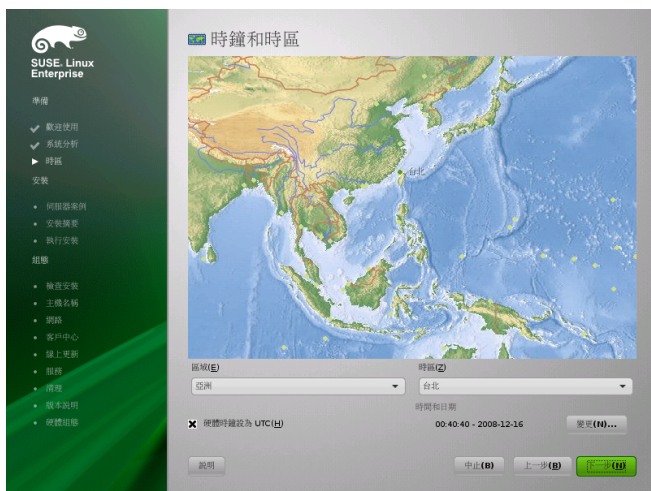 SUSE. Linux
Enterprise
準備
歡迎使用
系統分析
時區
安裝
伺服器案例
安裝摘要
執行安裝
組態
檢查安裝
主機名稱
網路
客戶中心
線上更新
服務
清理
版本說明
硬體組態
時鐘和時區
台北
區域(E)
亞洲
時區(Z)
台北
時間和日期
硬體時鐘設為 UTC(H)
00:40:40 - 2008-12-16
變更(N)...
說明
中止(B)
上一步(B)
下一步(N)